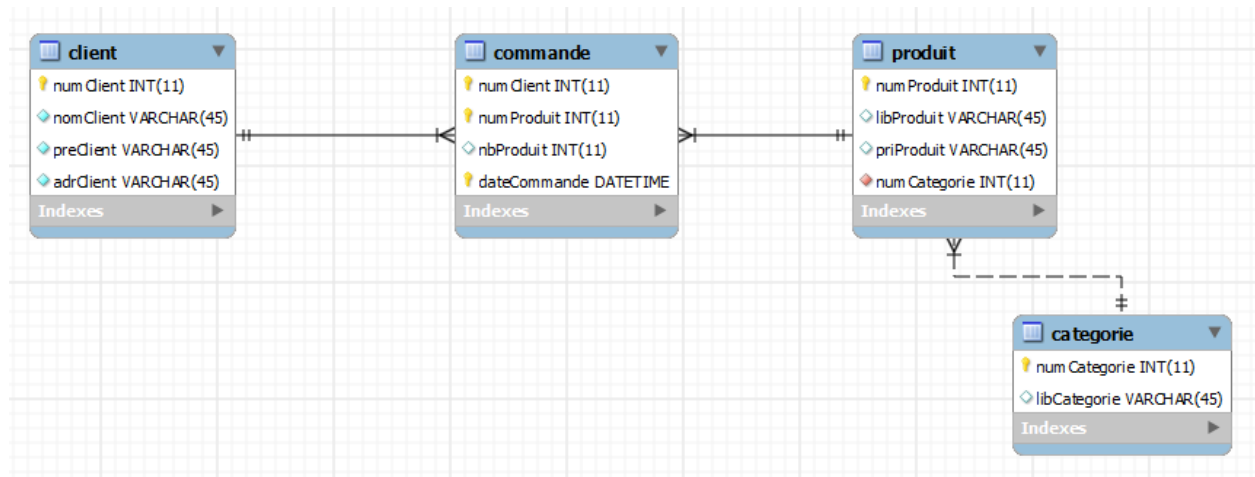 client
numClient INT(11)
nomClient VARCHAR(45)
preClient VARCHAR(45)
adrClient VARCHAR(45)
Indexes
commande
numClient INT(11)
numProduit INT(11)
nbProduit INT(11)
dateCommande DATETIME
Indexes
produit
numProduit INT(11)
libProduit VARCHAR(45)
priProduit VARCHAR(45)
numCategorie INT(11)
Indexes
categorie
numCategorie INT(11)
libCategorie VARCHAR(45)
Indexes